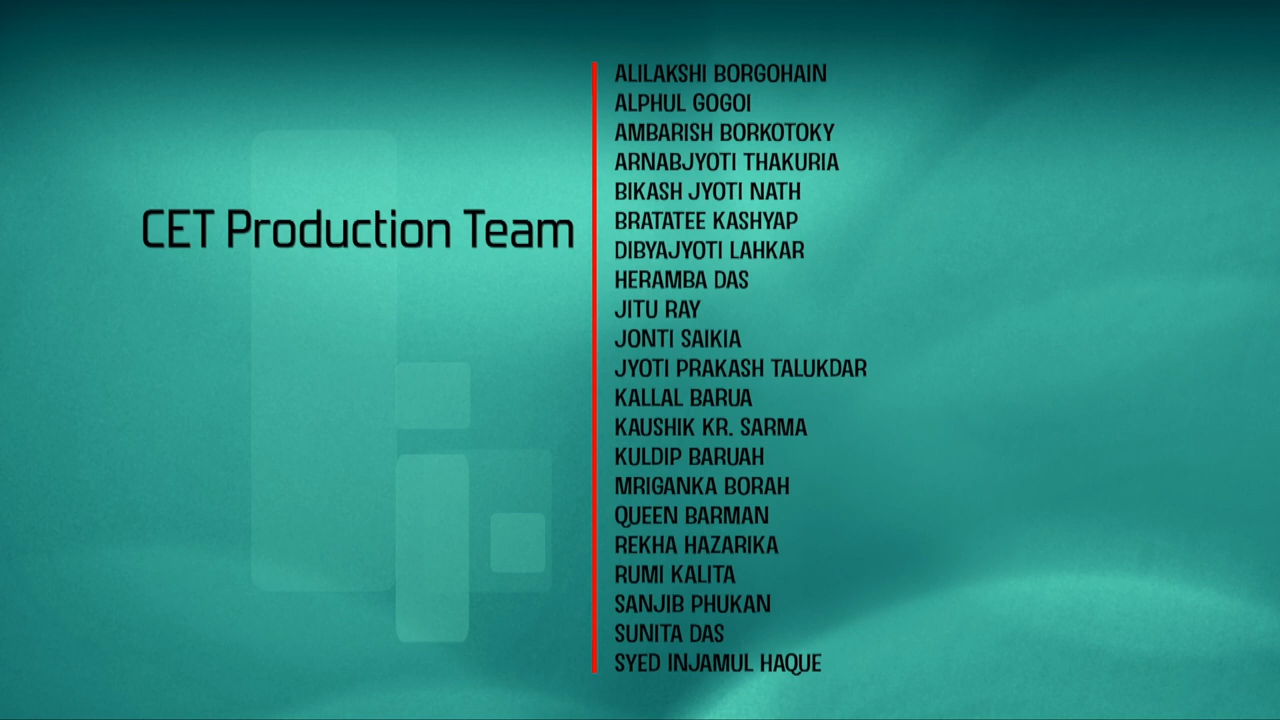 CET Production Team
ALILAKSHI BORGOHAIN
ALPHUL GOGOI
AMBARISH BORKOTOKY
ARNABJYOTI THAKURIA
BIKASH JYOTI NATH
BRATATEE KASHYAP
DIBYAJYOTI LAHKAR
HERAMBA DAS
JITU RAY
JONTI SAIKIA
JYOTI PRAKASH TALUKDAR
KALLAL BARUA
KAUSHIK KR. SARMA
KULDIP BARUAH
MRIGANKA BORAH
QUEEN BARMAN
REKHA HAZARIKA
RUMI KALITA
SANJIB PHUKAN
SUNITA DAS
SYED INJAMUL HAQUE